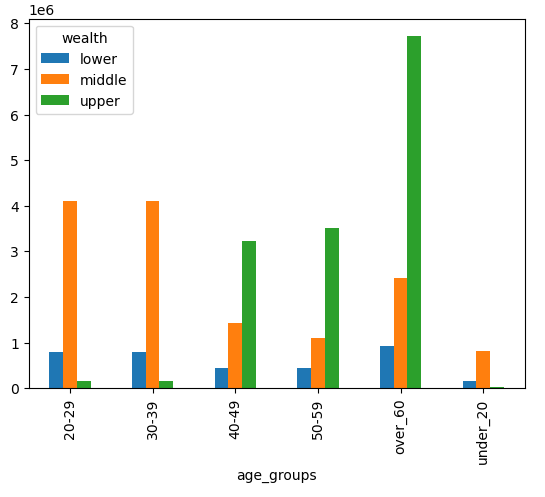 1e6
8
7
6
5
4
3
2
1
0
wealth
lower
middle
upper
20-29
30-39
40-49
50-59
over_60
under_20
age_groups